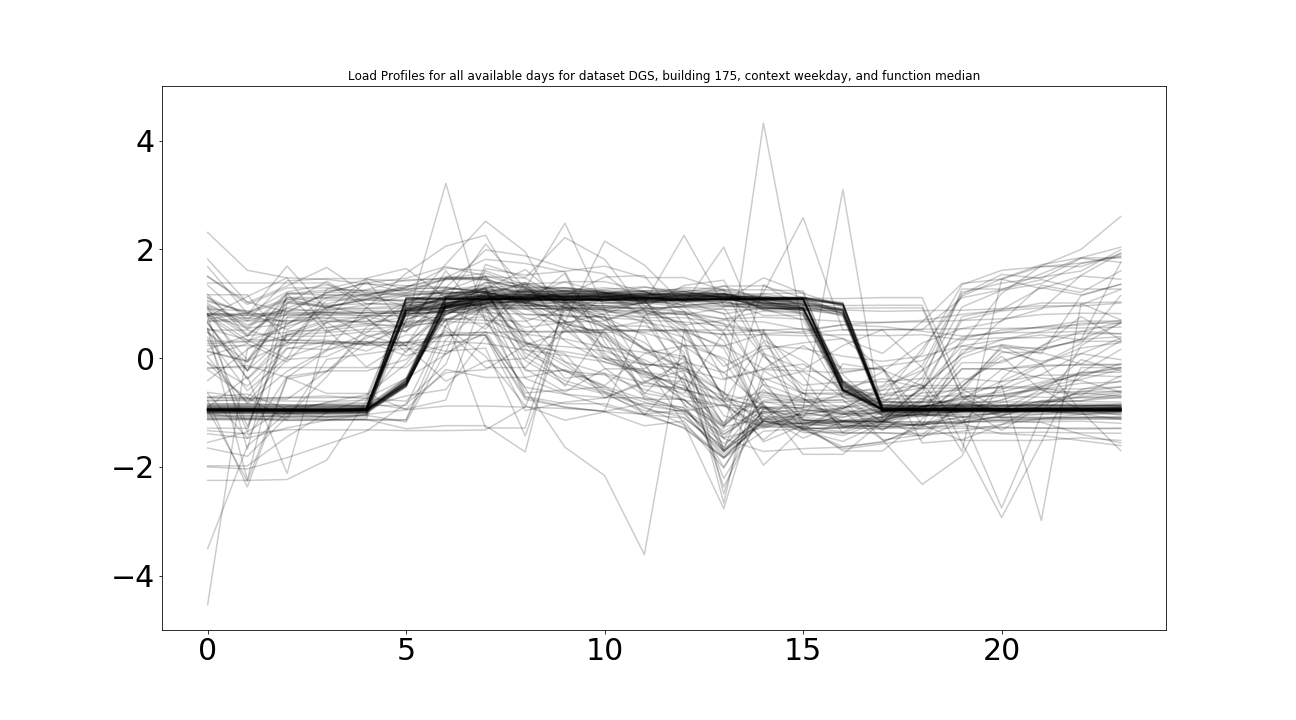 Load Profiles for all available days for dataset DGS, building 175, context weekday, and function median
4
2
0
−2
−4
0 5 10 15 20